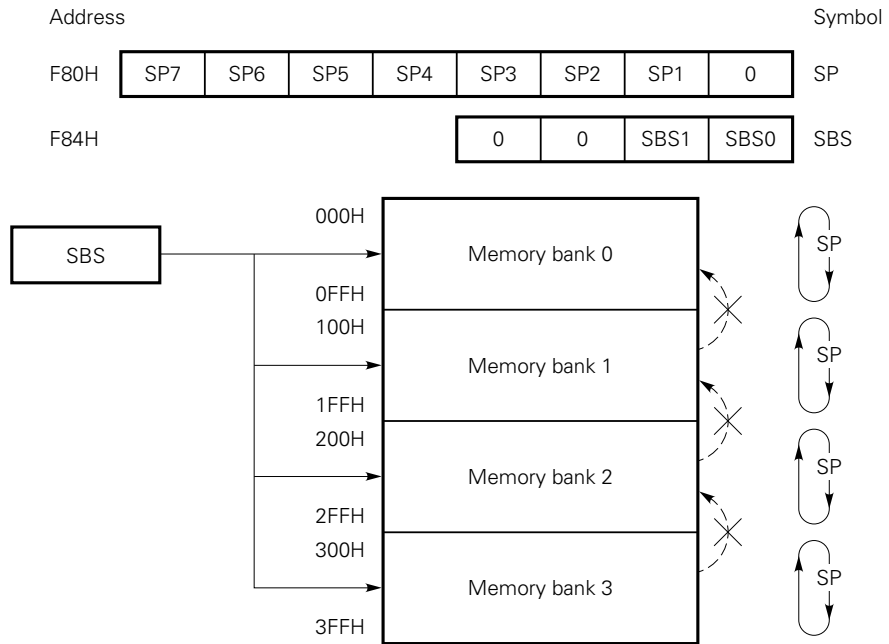 Address Symbol
F80H SP7 SP6 SP5 SP4 SP3 SP2 SP1 0 SP
F84H 0 0 SBS1 SBS0 SBS
SBS
000H
Memory bank 0
0FFH
SP
100H
Memory bank 1
1FFH
SP
200H
Memory bank 2
2FFH
SP
300H
Memory bank 3
3FFH
SP